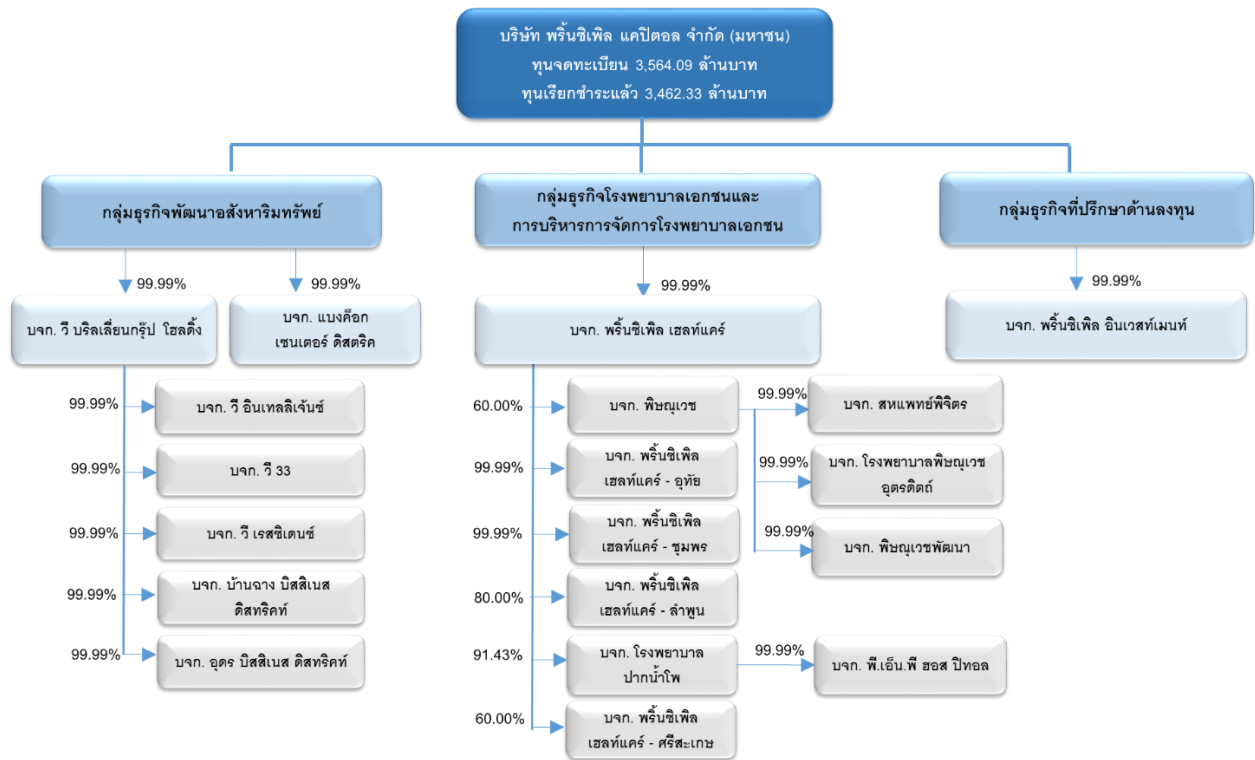 บริษัท พริ้นซิเพิล แคปิตอล จำกัด (มหาชน)
ทุนจดทะเบียน 3,564.09 ล้านบาท
ทุนเรียกชำระแล้ว 3,462.33 ล้านบาท
กลุ่มธุรกิจพัฒนาอสังหาริมทรัพย์
กลุ่มธุรกิจโรงพยาบาลเอกชนและ
การบริหารการจัดการโรงพยาบาลเอกชน
กลุ่มธุรกิจที่ปรึกษาด้านลงทุน
99.99%
99.99%
99.99%
99.99%
บจก. วี บริลเลี่ยนกรุ๊ป โฮลดิ้ง
บจก. แบงค็อก
เซนเตอร์ ดิสตริค
บจก. พริ้นซิเพิล เฮลท์แคร์
บจก. พริ้นซิเพิล อินเวสท์เมนท์
99.99%
บจก. วี อินเทลลิเจ้นซ์
99.99%
บจก. วี 33
99.99%
บจก. วี เรสซิเดนซ์
99.99%
บจก. บ้านฉาง บิสสิเนส
ดิสทริคท์
99.99%
บจก. อุดร บิสสิเนส ดิสทริคท์
60.00%
บจก. พิษณุเวช
99.99%
บจก. สหแพทย์พิจิตร
99.99%
บจก. โรงพยาบาลพิษณุเวช
อุตรดิตถ์
99.99%
บจก. พิษณุเวชพัฒนา
99.99%
บจก. พริ้นซิเพิล
เฮลท์แคร์ - อุทัย
99.99%
บจก. พริ้นซิเพิล
เฮลท์แคร์ - ชุมพร
80.00%
บจก. พริ้นซิเพิล
เฮลท์แคร์ - ลำพูน
91.43%
บจก. โรงพยาบาล
ปากน้ำโพ
99.99%
บจก. พี.เอ็น.พี ฮอส ปิทอล
60.00%
บจก. พริ้นซิเพิล
เฮลท์แคร์ - ศรีสะเกษ